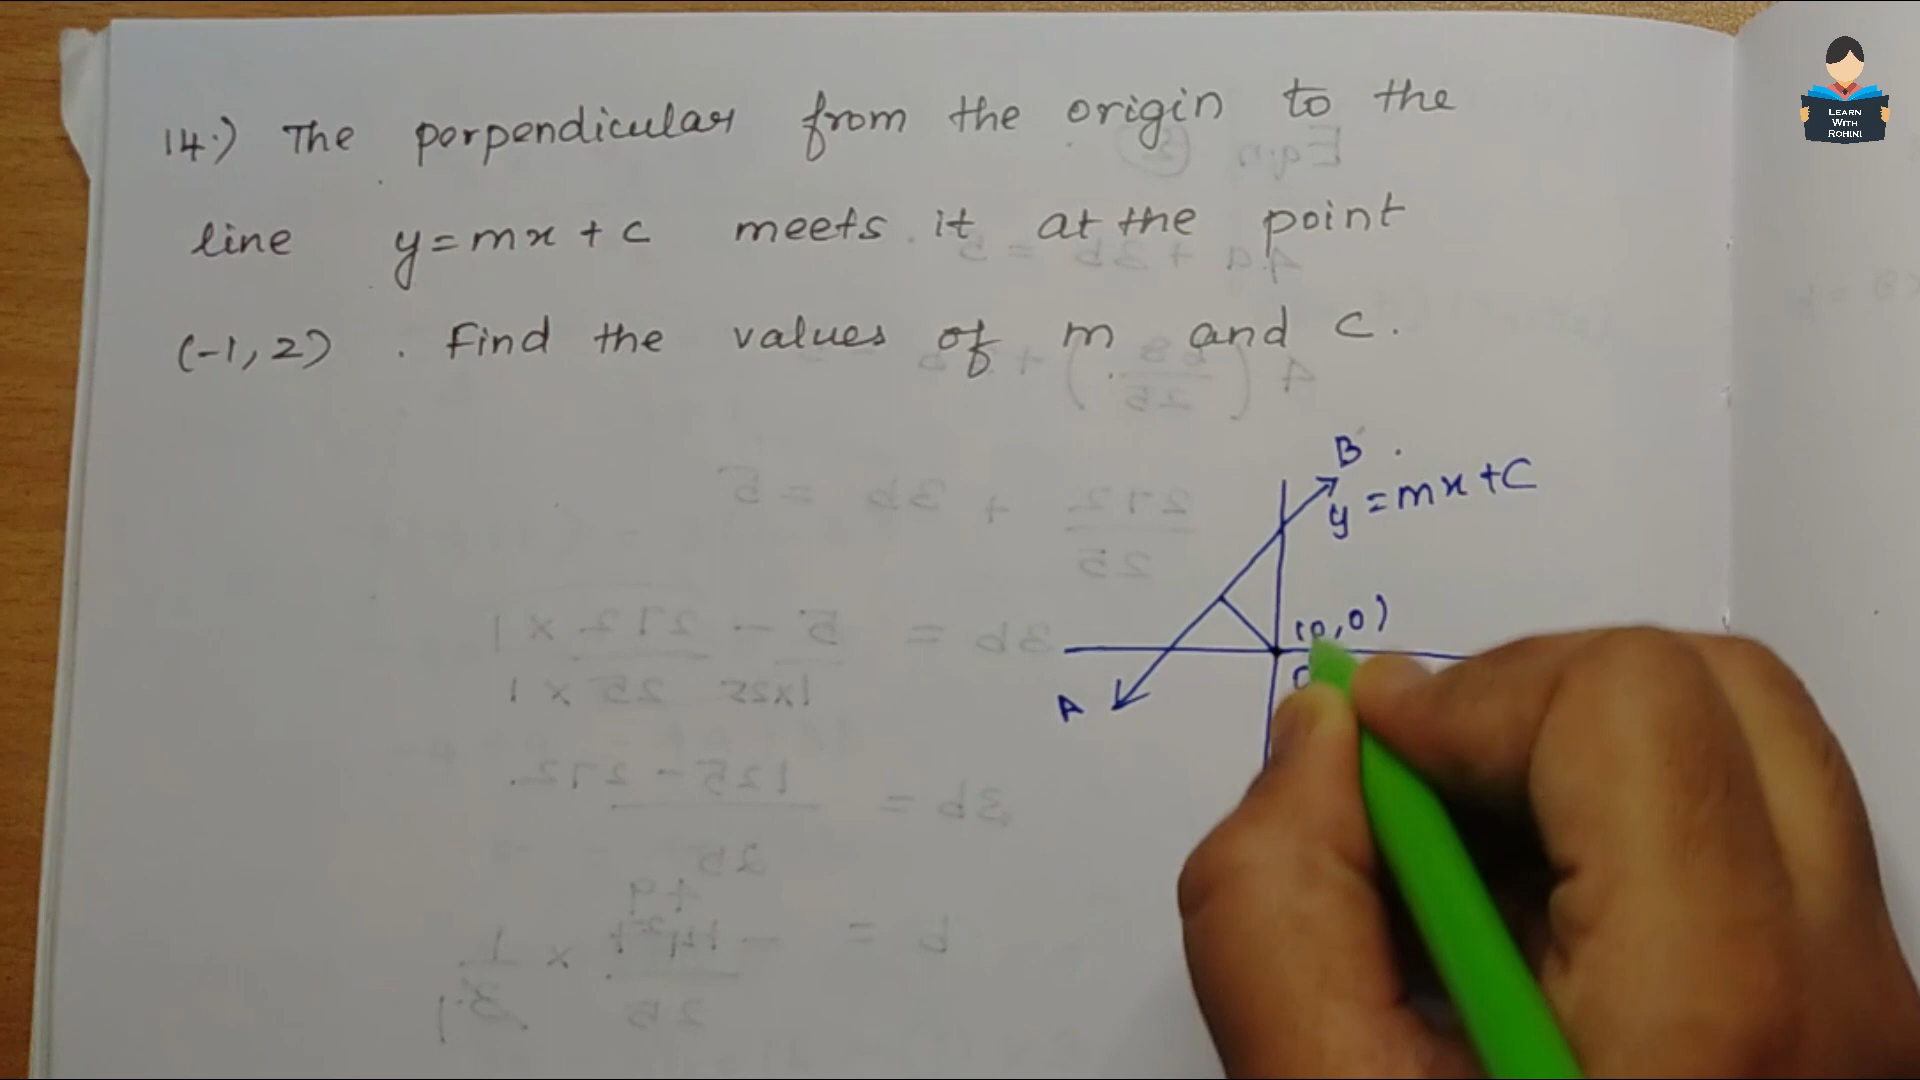 14.) The perpendicular from the origin to the
line y=mx+c meets it at the point
(-1,2). Find the values of m and c.
B
y=mx+C
(0,0)
A
LEARN
WITH
ROHINI